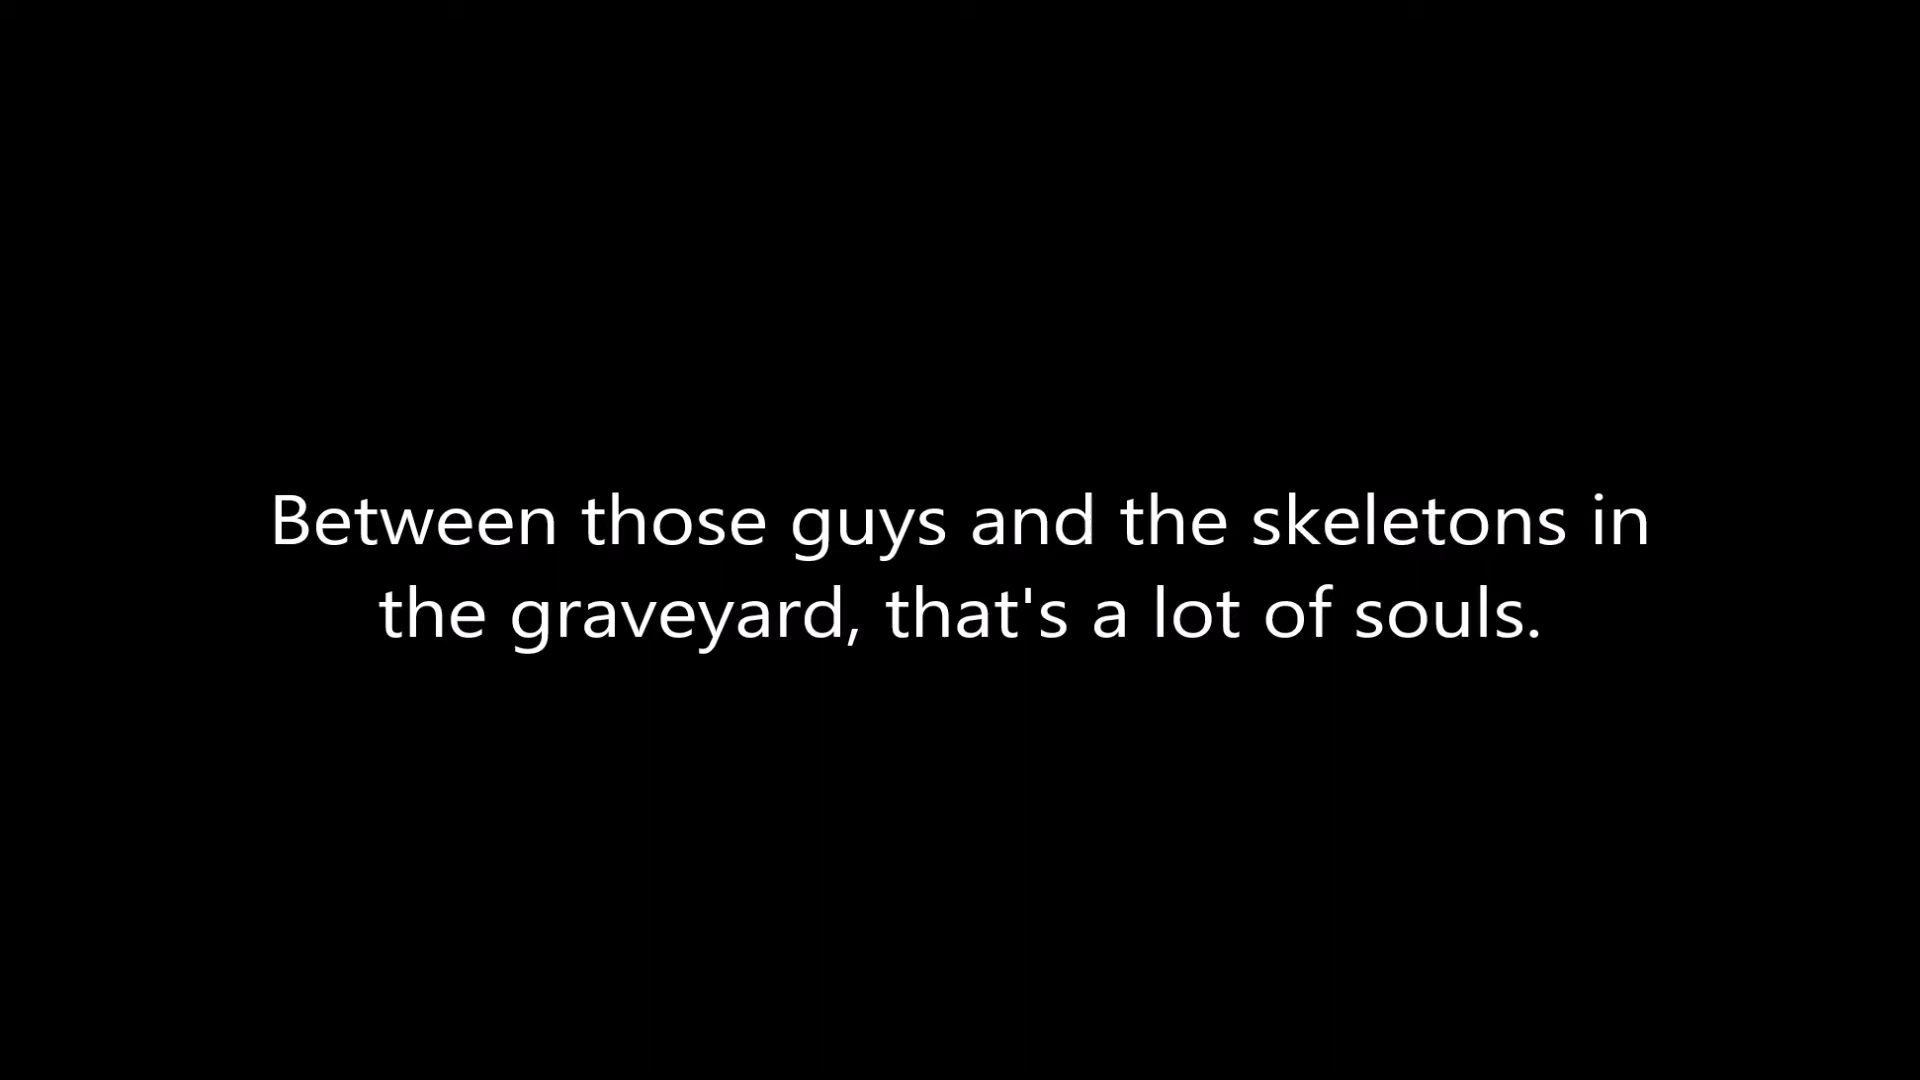 Between those guys and the skeletons in
the graveyard, that's a lot of souls.